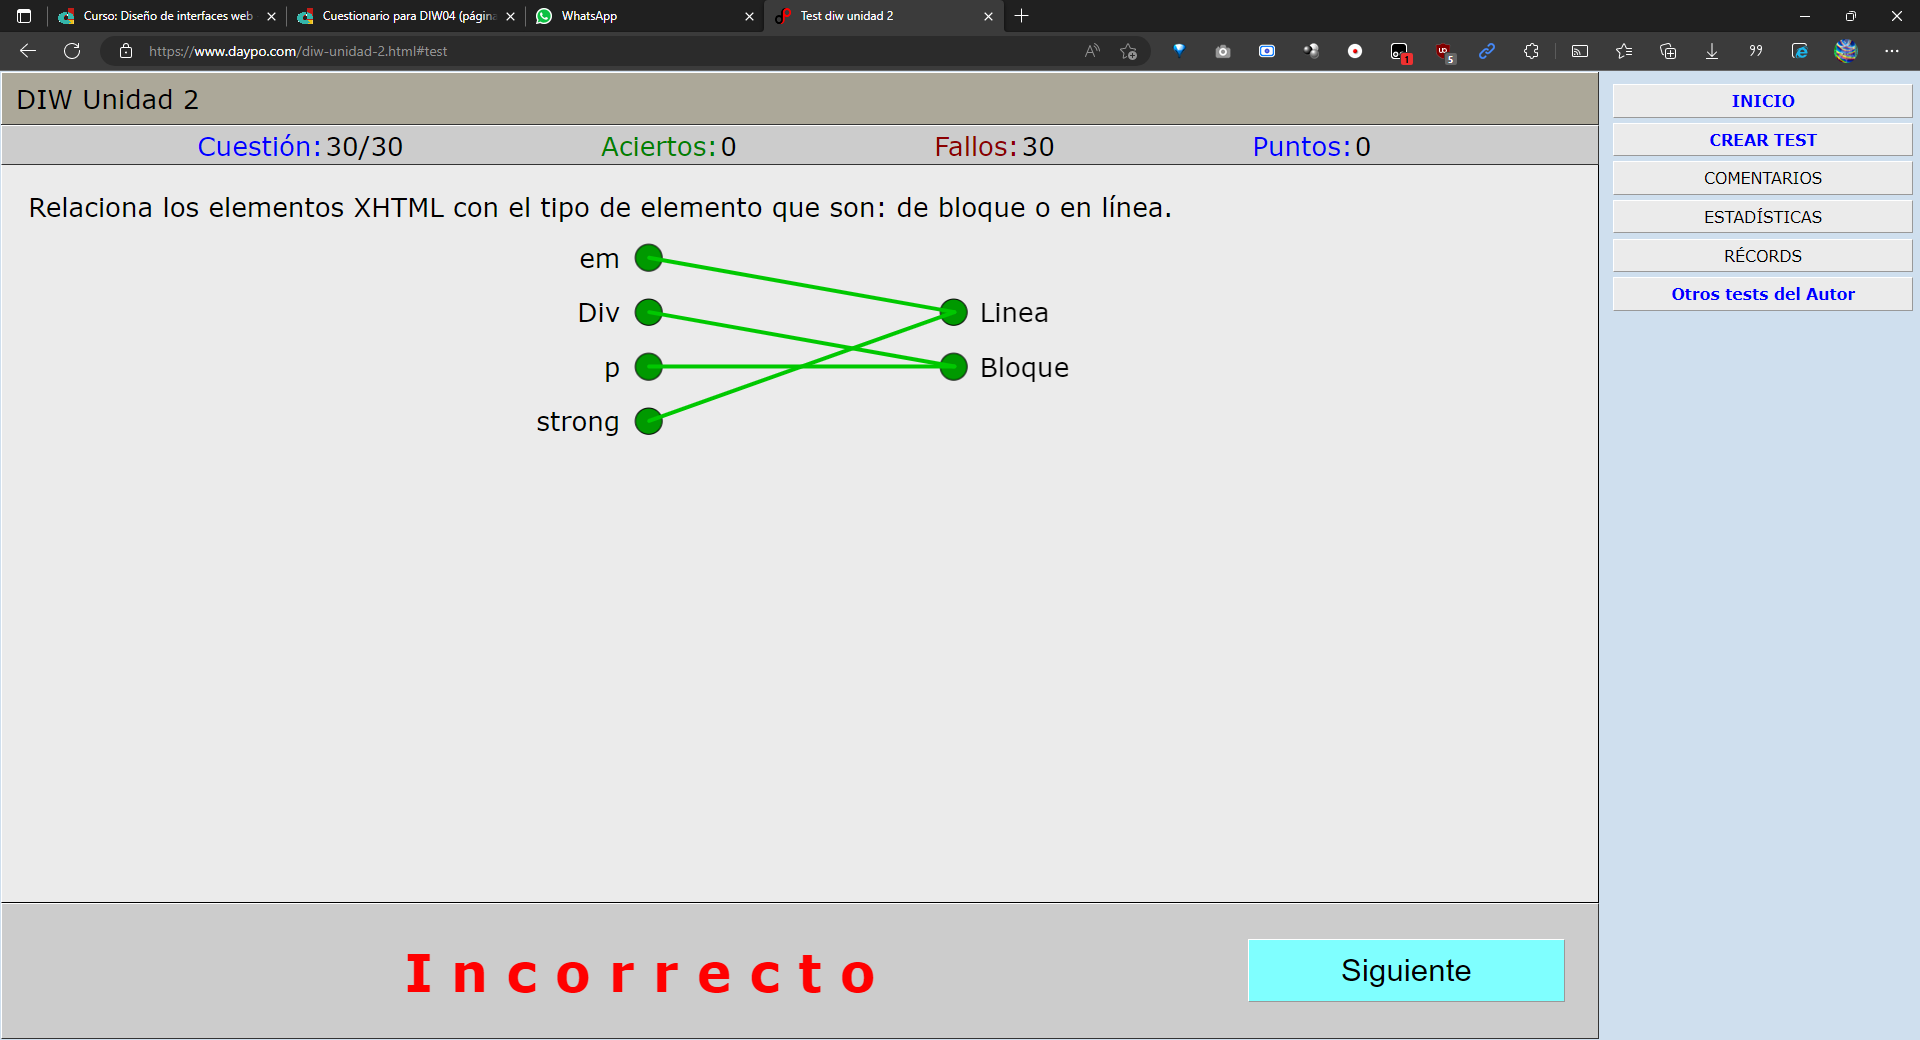 Curso: Diseño de interfaces web
Cuestionario para DIW04 (página
WhatsApp
Test diw unidad 2
https://www.daypo.com/diw-unidad-2.html#test
1
5
DIW Unidad 2
Cuestión: 30/30 Aciertos: 0 Fallos: 30 Puntos: 0
Relaciona los elementos XHTML con el tipo de elemento que son: de bloque o en línea.
em
Div
Linea
p
Bloque
strong
Incorrecto
Siguiente
INICIO
CREAR TEST
COMENTARIOS
ESTADÍSTICAS
RÉCORDS
Otros tests del Autor